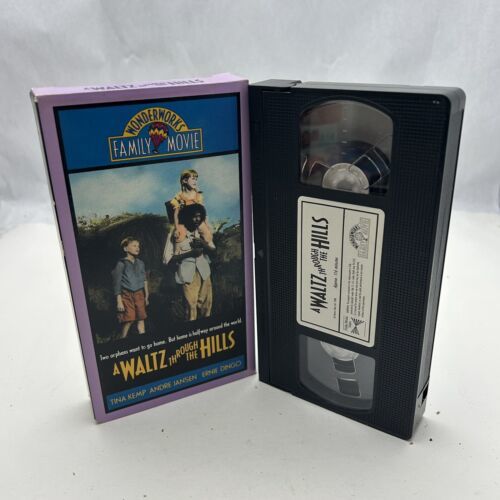 A WALTZ THROUGH THE HILLS
WONDERWORKS
FAMILY MOVIE
Two orphans want to go home. But home is halfway around the world.
A WALTZ THROUGH THE HILLS
TINA KEMP ANDRE JANSEN ERNIE DINGO
A WALTZ THROUGH THE HILLS